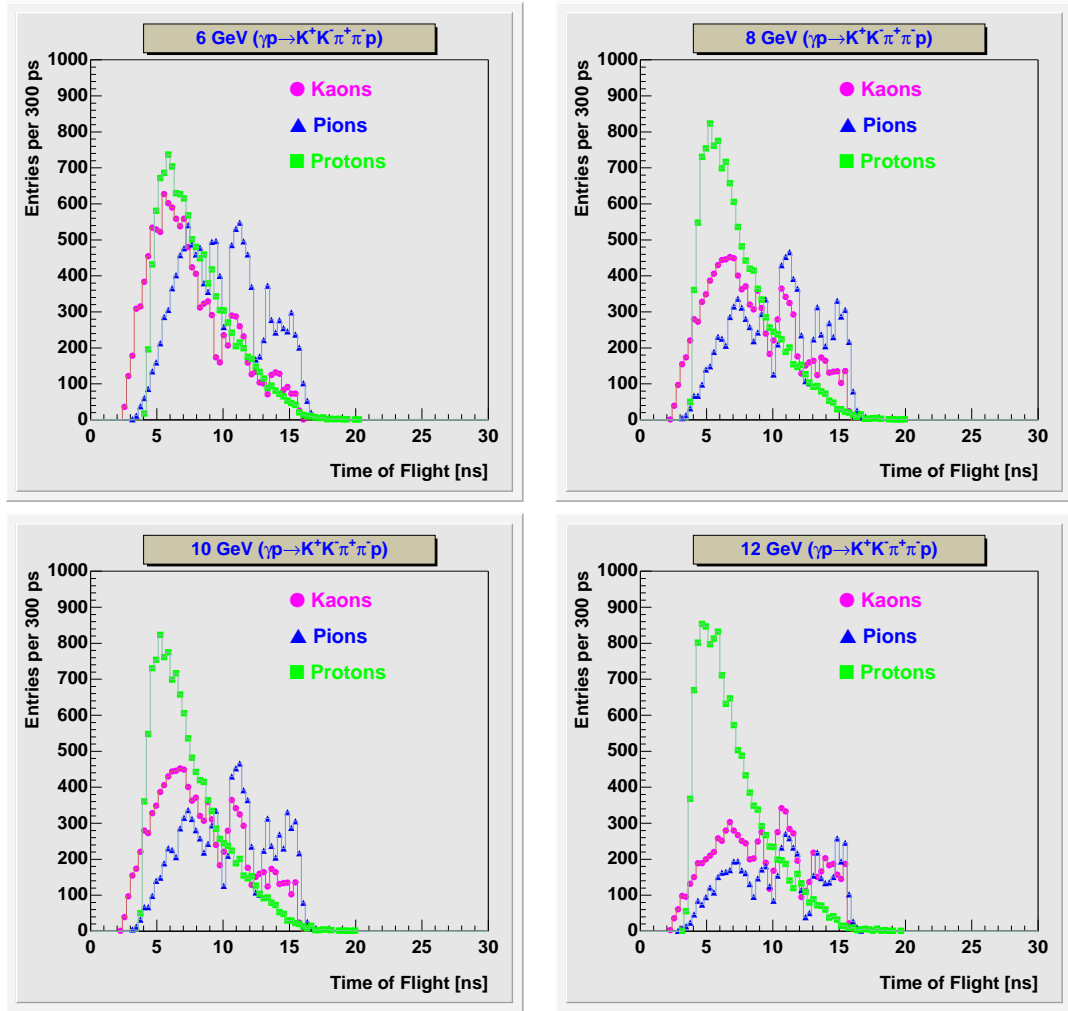 6 GeV (γp→K⁺K⁻π⁺π⁻p)
Entries per 300 ps
1000
900
800
700
600
500
400
300
200
100
0
Kaons
Pions
Protons
0 5 10 15 20 25 30
Time of Flight [ns]
8 GeV (γp→K⁺K⁻π⁺π⁻p)
Entries per 300 ps
1000
900
800
700
600
500
400
300
200
100
0
Kaons
Pions
Protons
0 5 10 15 20 25 30
Time of Flight [ns]
10 GeV (γp→K⁺K⁻π⁺π⁻p)
Entries per 300 ps
1000
900
800
700
600
500
400
300
200
100
0
Kaons
Pions
Protons
0 5 10 15 20 25 30
Time of Flight [ns]
12 GeV (γp→K⁺K⁻π⁺π⁻p)
Entries per 300 ps
1000
900
800
700
600
500
400
300
200
100
0
Kaons
Pions
Protons
0 5 10 15 20 25 30
Time of Flight [ns]